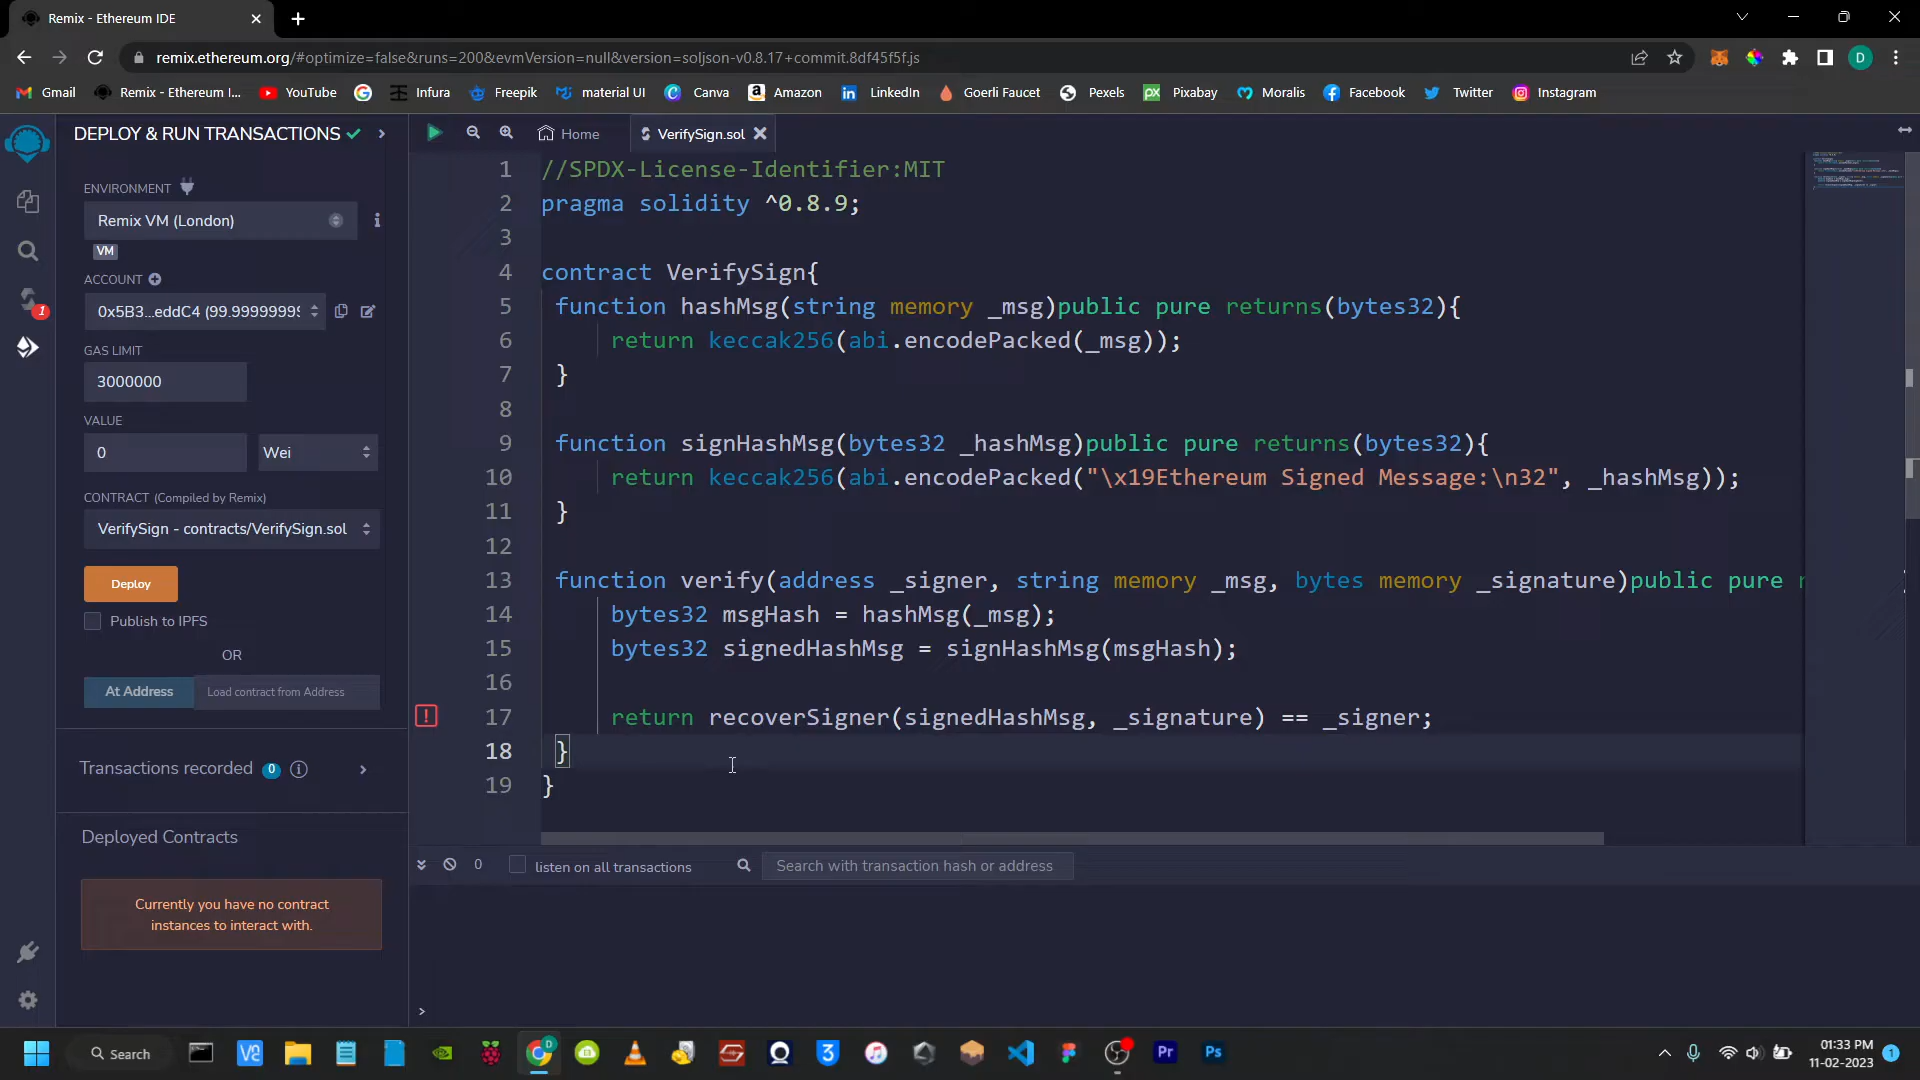 Remix - Ethereum IDE
remix.ethereum.org/#optimize=false&runs=200&evmVersion=null&version=soljson-v0.8.17+commit.8df45f5f.js
D
Gmail
Remix - Ethereum I...
YouTube
Infura
Freepik
material UI
Canva
Amazon
LinkedIn
Goerli Faucet
Pexels
Pixabay
Moralis
Facebook
Twitter
Instagram
DEPLOY & RUN TRANSACTIONS
Home
VerifySign.sol
ENVIRONMENT
Remix VM (London)
VM
ACCOUNT
0x5B3...eddC4 (99.9999999
GAS LIMIT
3000000
VALUE
0
Wei
CONTRACT (Compiled by Remix)
VerifySign - contracts/VerifySign.sol
Deploy
Publish to IPFS
OR
At Address
Load contract from Address
Transactions recorded 0
Deployed Contracts
Currently you have no contract
instances to interact with.
1
1 //SPDX-License-Identifier:MIT
2 pragma solidity ^0.8.9;
3
4 contract VerifySign{
5 function hashMsg(string memory _msg)public pure returns(bytes32){
6 return keccak256(abi.encodePacked(_msg));
7 }
8
9 function signHashMsg(bytes32 _hashMsg)public pure returns(bytes32){
10 return keccak256(abi.encodePacked("\x19Ethereum Signed Message:\n32", _hashMsg));
11 }
12
13 function verify(address _signer, string memory _msg, bytes memory _signature)public pure
14 bytes32 msgHash = hashMsg(_msg);
15 bytes32 signedHashMsg = signHashMsg(msgHash);
16
17 return recoverSigner(signedHashMsg, _signature) == _signer;
18 }
19 }
0
listen on all transactions
Search with transaction hash or address
>
Search
01:33 PM
11-02-2023
1
Pr
Ps